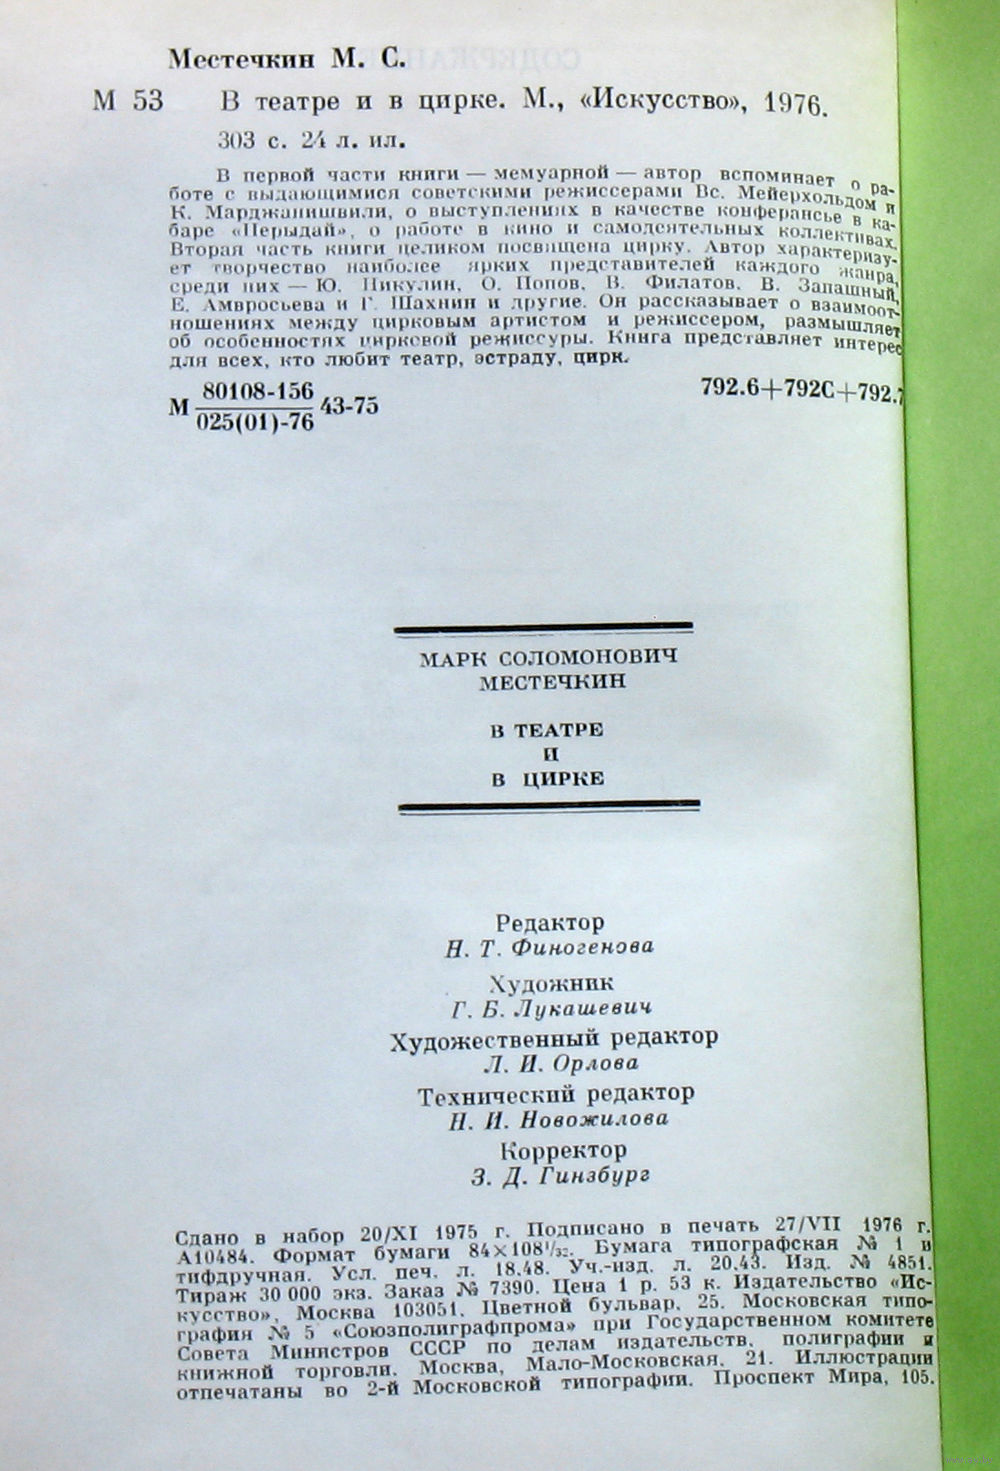 Местечкин М. С.
М 53 В театре и в цирке. М., «Искусство», 1976.
303 с. 24 л. ил.
В первой части книги — мемуарной — автор вспоминает о ра-
боте с выдающимися советскими режиссерами Вс. Мейерхольдом и
К. Марджанишвили, о выступлениях в качестве конферансье в ка-
баре «Нерыдай», о работе в кино и самодеятельных коллективах.
Вторая часть книги целиком посвящена цирку. Автор характеризу-
ет творчество наиболее ярких представителей каждого жанра,
среди них — Ю. Никулин, О. Попов, В. Филатов, В. Запашный,
Е. Амвросьева и Г. Шахнин и другие. Он рассказывает о взаимоот-
ношениях между цирковым артистом и режиссером, размышляет
об особенностях цирковой режиссуры. Книга представляет интерес
для всех, кто любит театр, эстраду, цирк.
М 80108-156 43-75 792.6+792С+792.7
025(01)-76
МАРК СОЛОМОНОВИЧ
МЕСТЕЧКИН
В ТЕАТРЕ
И
В ЦИРКЕ
Редактор
Н. Т. Финогенова
Художник
Г. Б. Лукашевич
Художественный редактор
Л. И. Орлова
Технический редактор
Н. И. Новожилова
Корректор
З. Д. Гинзбург
Сдано в набор 20/XI 1975 г. Подписано в печать 27/VII 1976 г.
А10484. Формат бумаги 84×108¹/₃₂. Бумага типографская № 1 и
тифдручная. Усл. печ. л. 18.48. Уч.-изд. л. 20.43. Изд. № 4851.
Тираж 30 000 экз. Заказ № 7390. Цена 1 р. 53 к. Издательство «Ис-
кусство», Москва 103051. Цветной бульвар, 25. Московская типо-
графия № 5 «Союзполиграфпрома» при Государственном комитете
Совета Министров СССР по делам издательств, полиграфии и
книжной торговли. Москва, Мало-Московская, 21. Иллюстрации
отпечатаны во 2-й Московской типографии. Проспект Мира, 105.